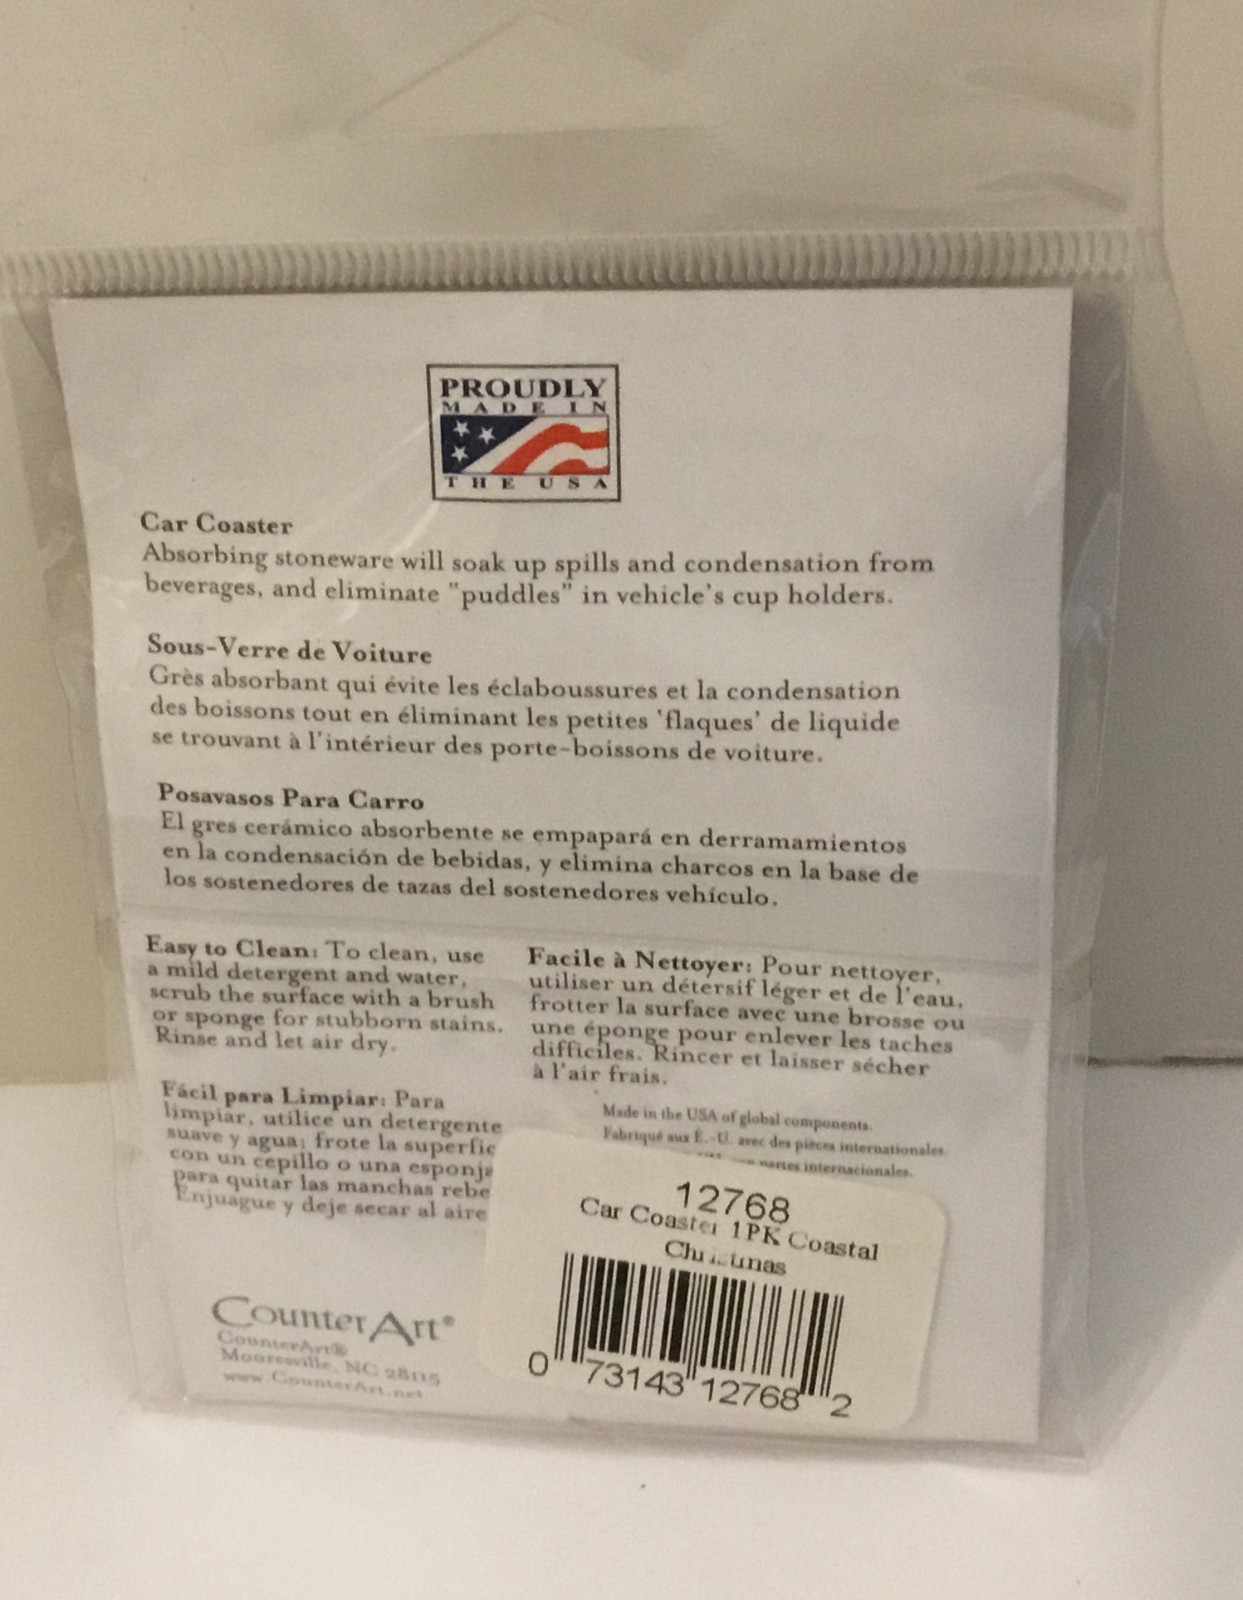 PROUDLY
MADE IN
THE USA
Car Coaster
Absorbing stoneware will soak up spills and condensation from
beverages, and eliminate "puddles" in vehicle's cup holders.
Sous-Verre de Voiture
Grès absorbant qui évite les éclaboussures et la condensation
des boissons tout en éliminant les petites 'flaques' de liquide
se trouvant à l'intérieur des porte-boissons de voiture.
Posavasos Para Carro
El gres cerámico absorbente se empapará en derramamientos
en la condensación de bebidas, y elimina charcos en la base de
los sostenedores de tazas del sostenedores vehículo.
Easy to Clean: To clean, use
a mild detergent and water,
scrub the surface with a brush
or sponge for stubborn stains.
Rinse and let air dry.
Facile à Nettoyer: Pour nettoyer,
utiliser un détersif léger et de l'eau,
frotter la surface avec une brosse ou
une éponge pour enlever les taches
difficiles. Rincer et laisser sécher
à l'air frais.
Fácil para Limpiar: Para
limpiar, utilice un detergente
suave y agua; frote la superfic
con un cepillo o una esponja
para quitar las manchas rebe
Enjuague y deje secar al aire
Made in the USA of global components.
Fabriqué aux É.-U. avec des pièces internationales.
partes internacionales.
12768
Car Coaster 1PK Coastal
Christmas
0 73143 12768 2
CounterArt®
CounterArt®
Mooresville, NC 28115
www.CounterArt.net